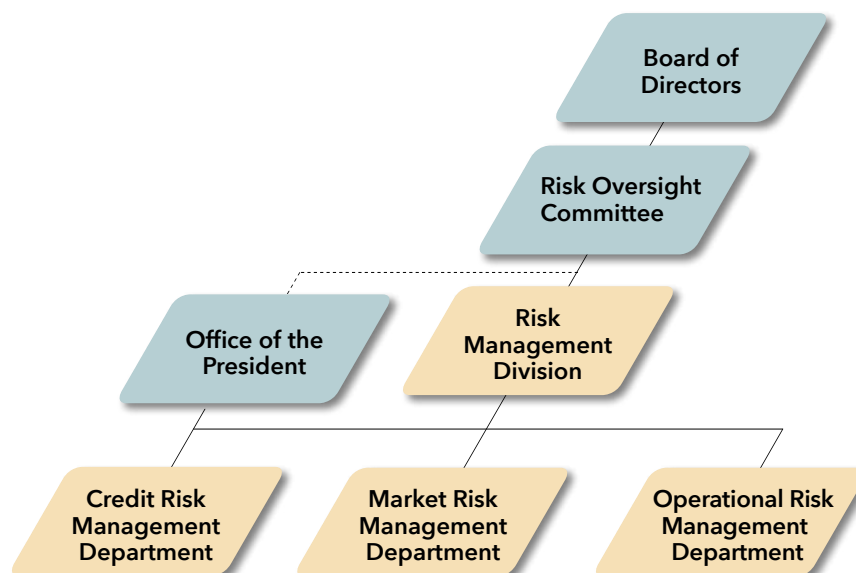 Board of
Directors
Risk Oversight
Committee
Office of the
President
Risk
Management
Division
Credit Risk
Management
Department
Market Risk
Management
Department
Operational Risk
Management
Department